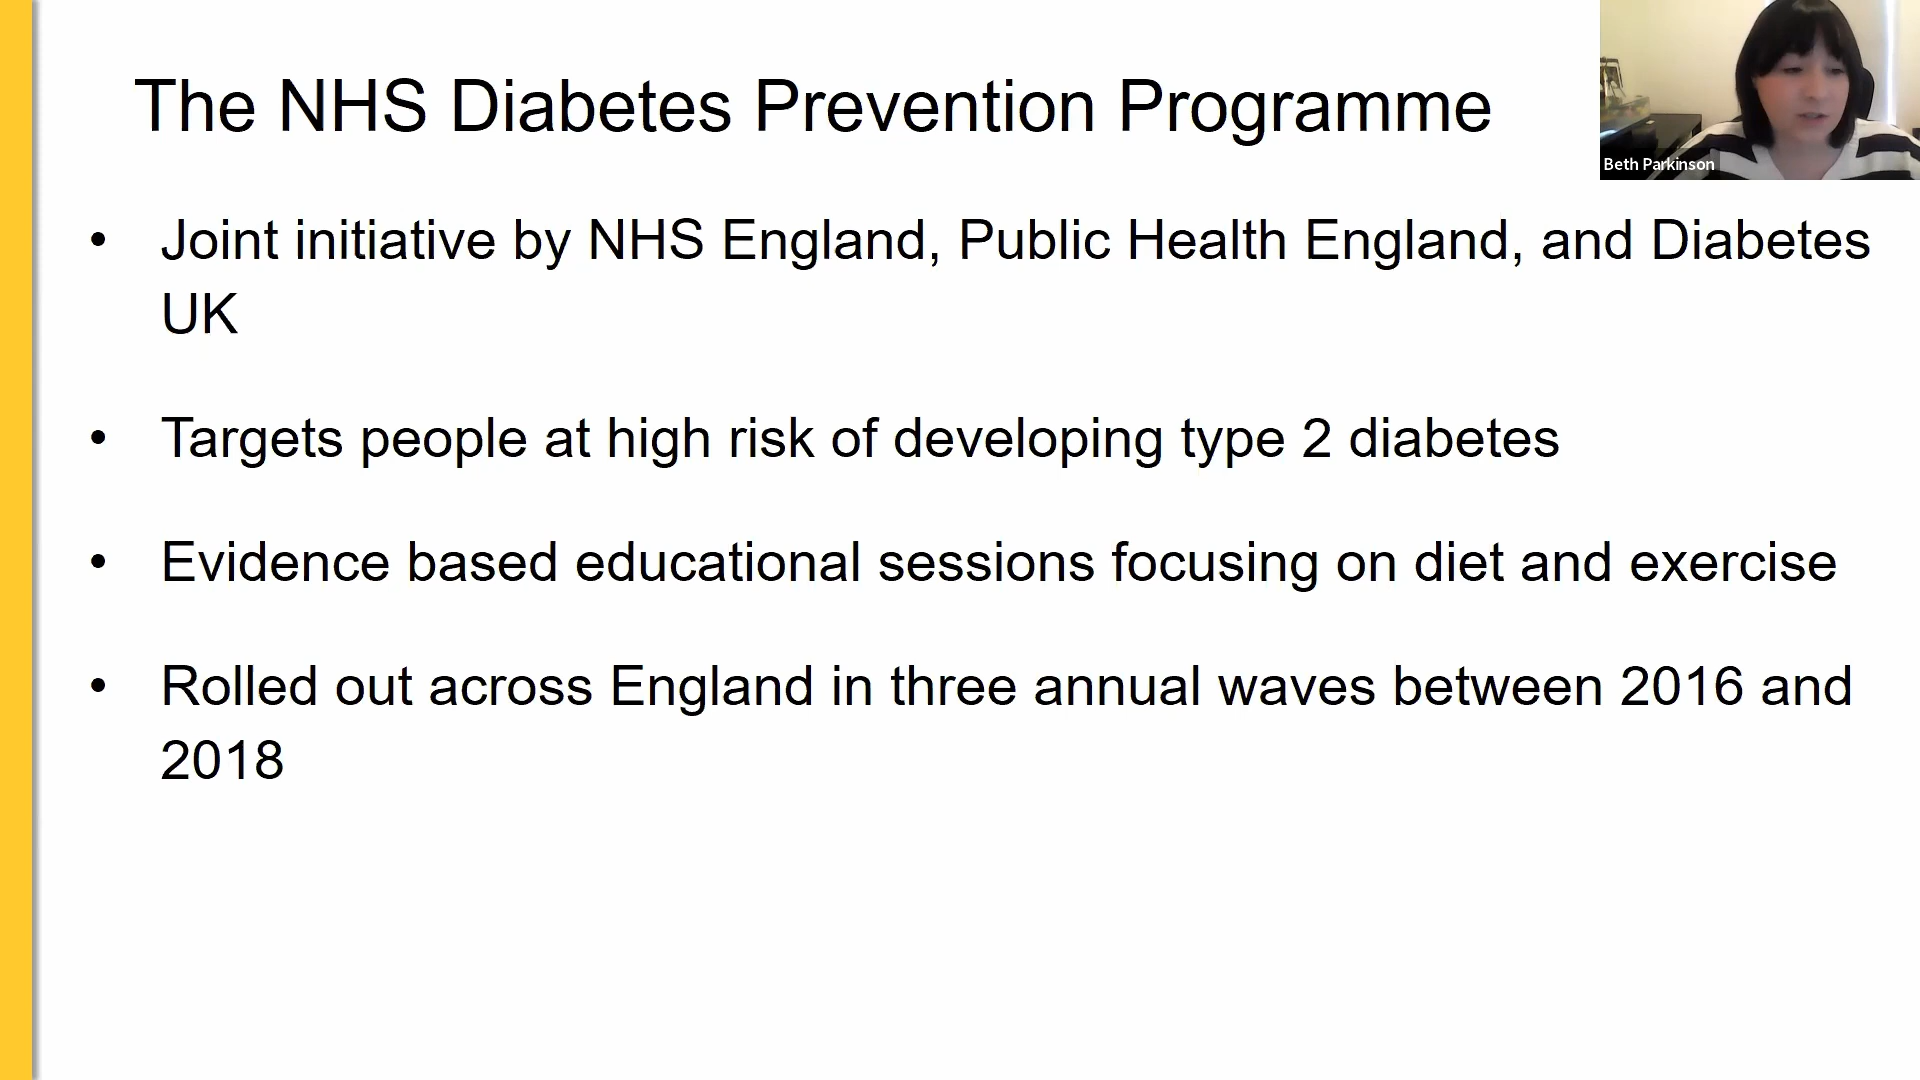 The NHS Diabetes Prevention Programme
Beth Parkinson
• Joint initiative by NHS England, Public Health England, and Diabetes
UK
• Targets people at high risk of developing type 2 diabetes
• Evidence based educational sessions focusing on diet and exercise
• Rolled out across England in three annual waves between 2016 and
2018